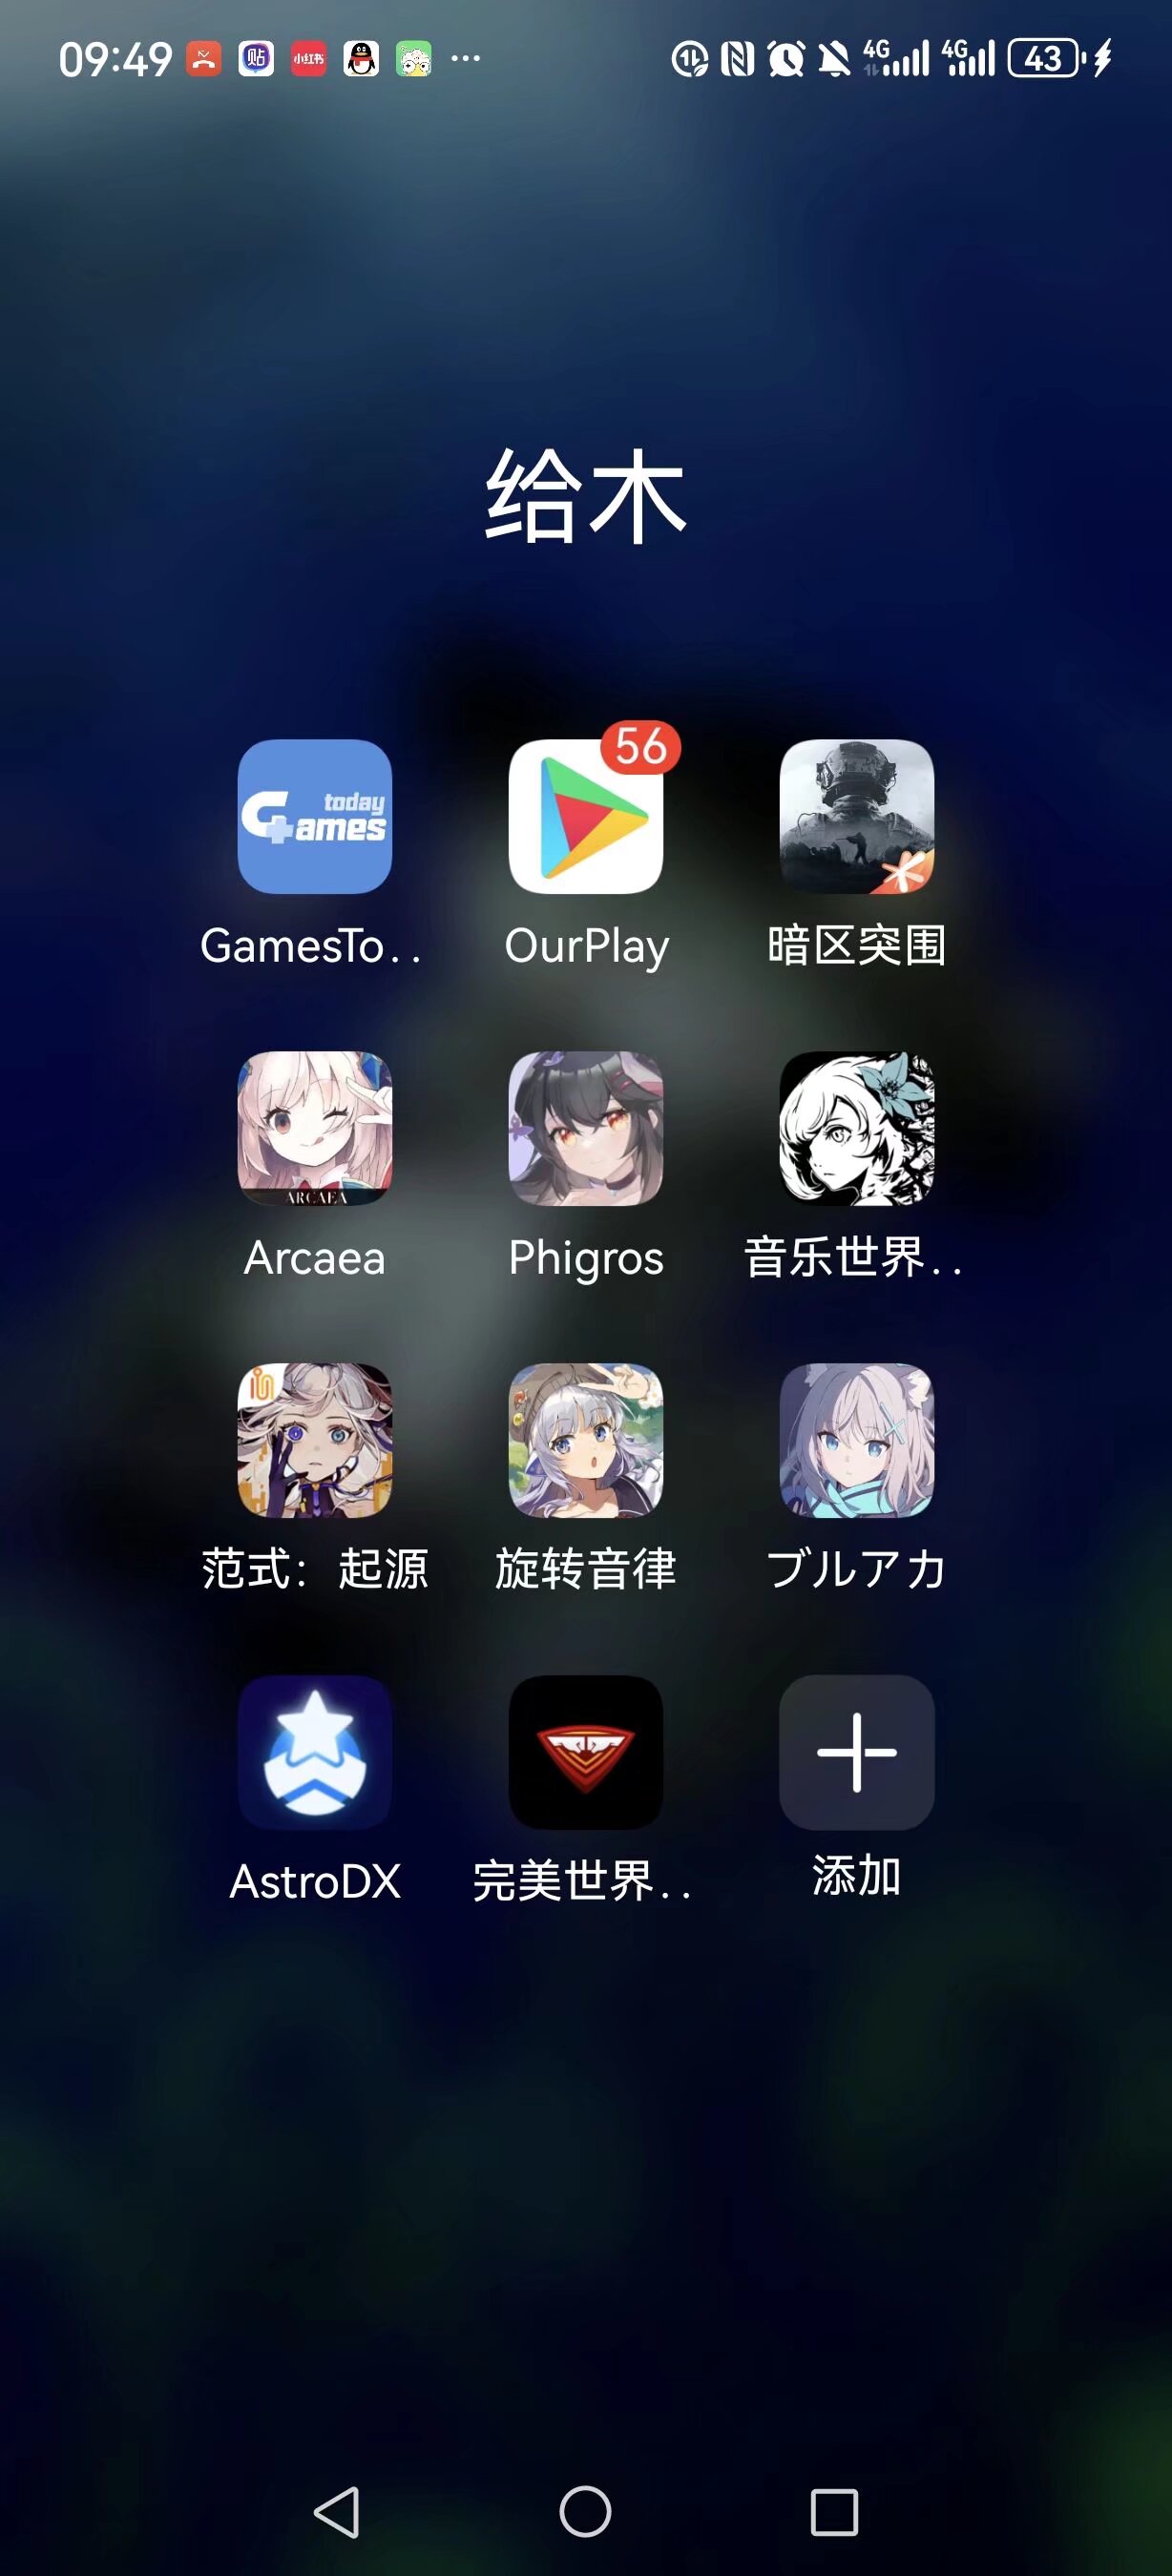 09:49 贴 小红书 4G 4G 43
给木
today
Games
56
GamesTo..
OurPlay
暗区突围
ARCAEA
Arcaea
Phigros
音乐世界..
范式：起源
旋转音律
ブルアカ
AstroDX
完美世界..
添加